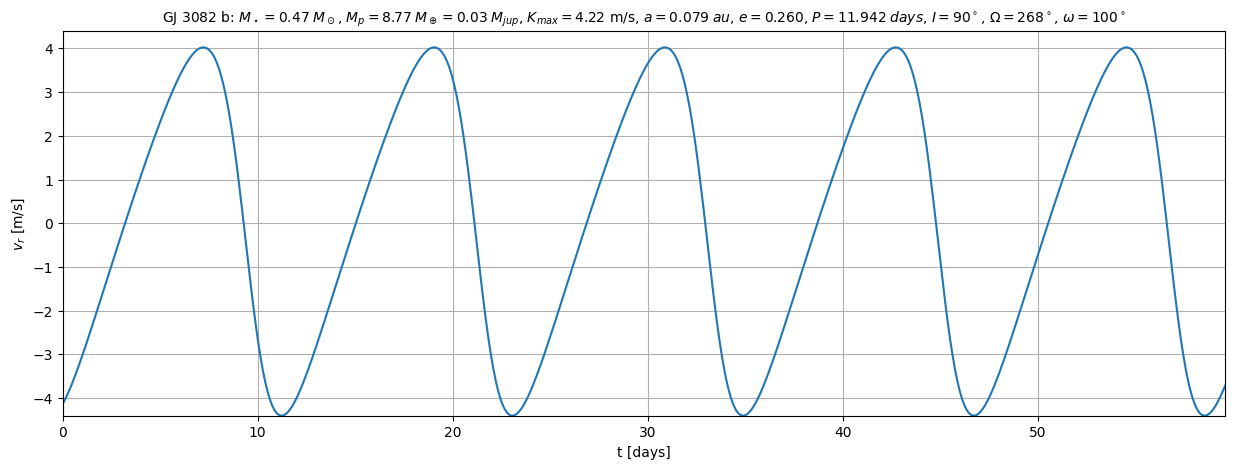 GJ 3082 b: M⋆ = 0.47 M⊙, Mp = 8.77 M⊕ = 0.03 Mjup, Kmax = 4.22 m/s, a = 0.079 au, e = 0.260, P = 11.942 days, I = 90°, Ω = 268°, ω = 100°
4
3
2
1
0
−1
−2
−3
−4
vr [m/s]
0 10 20 30 40 50
t [days]